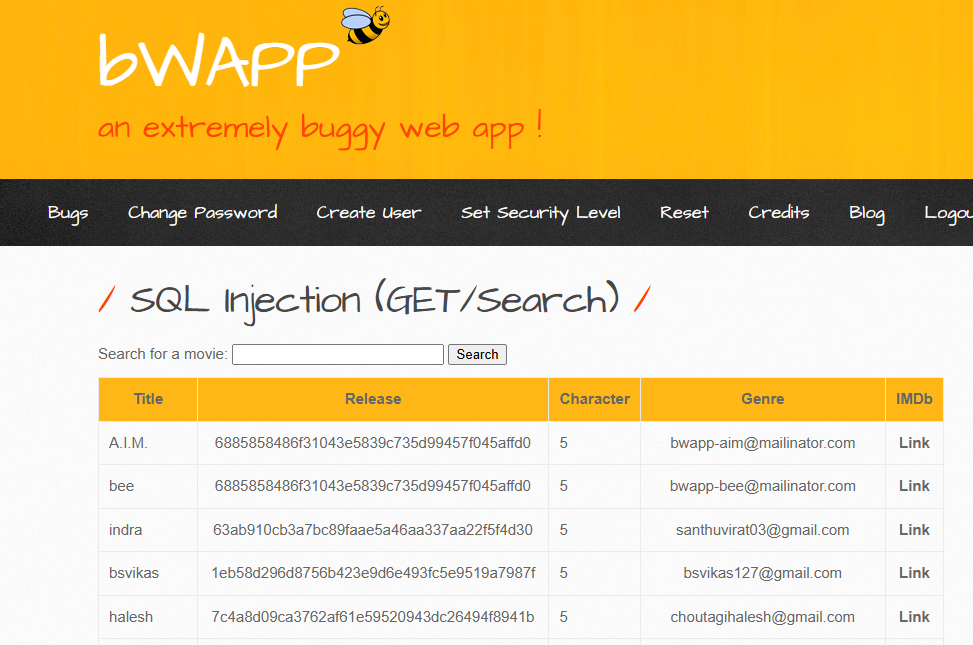 bWAPP
an extremely buggy web app !
Bugs Change Password Create User Set Security Level Reset Credits Blog
/ SQL Injection (GET/Search) /
Search for a movie: Search
Title Release Character Genre IMDb
A.I.M. 6885858486f31043e5839c735d99457f045affd0 5 bwapp-aim@mailinator.com Link
bee 6885858486f31043e5839c735d99457f045affd0 5 bwapp-bee@mailinator.com Link
indra 63ab910cb3a7bc89faae5a46aa337aa22f5f4d30 5 santhuvirat03@gmail.com Link
bsvikas 1eb58d296d8756b423e9d6e493fc5e9519a7987f 5 bsvikas127@gmail.com Link
halesh 7c4a8d09ca3762af61e59520943dc26494f8941b 5 choutagihalesh@gmail.com Link